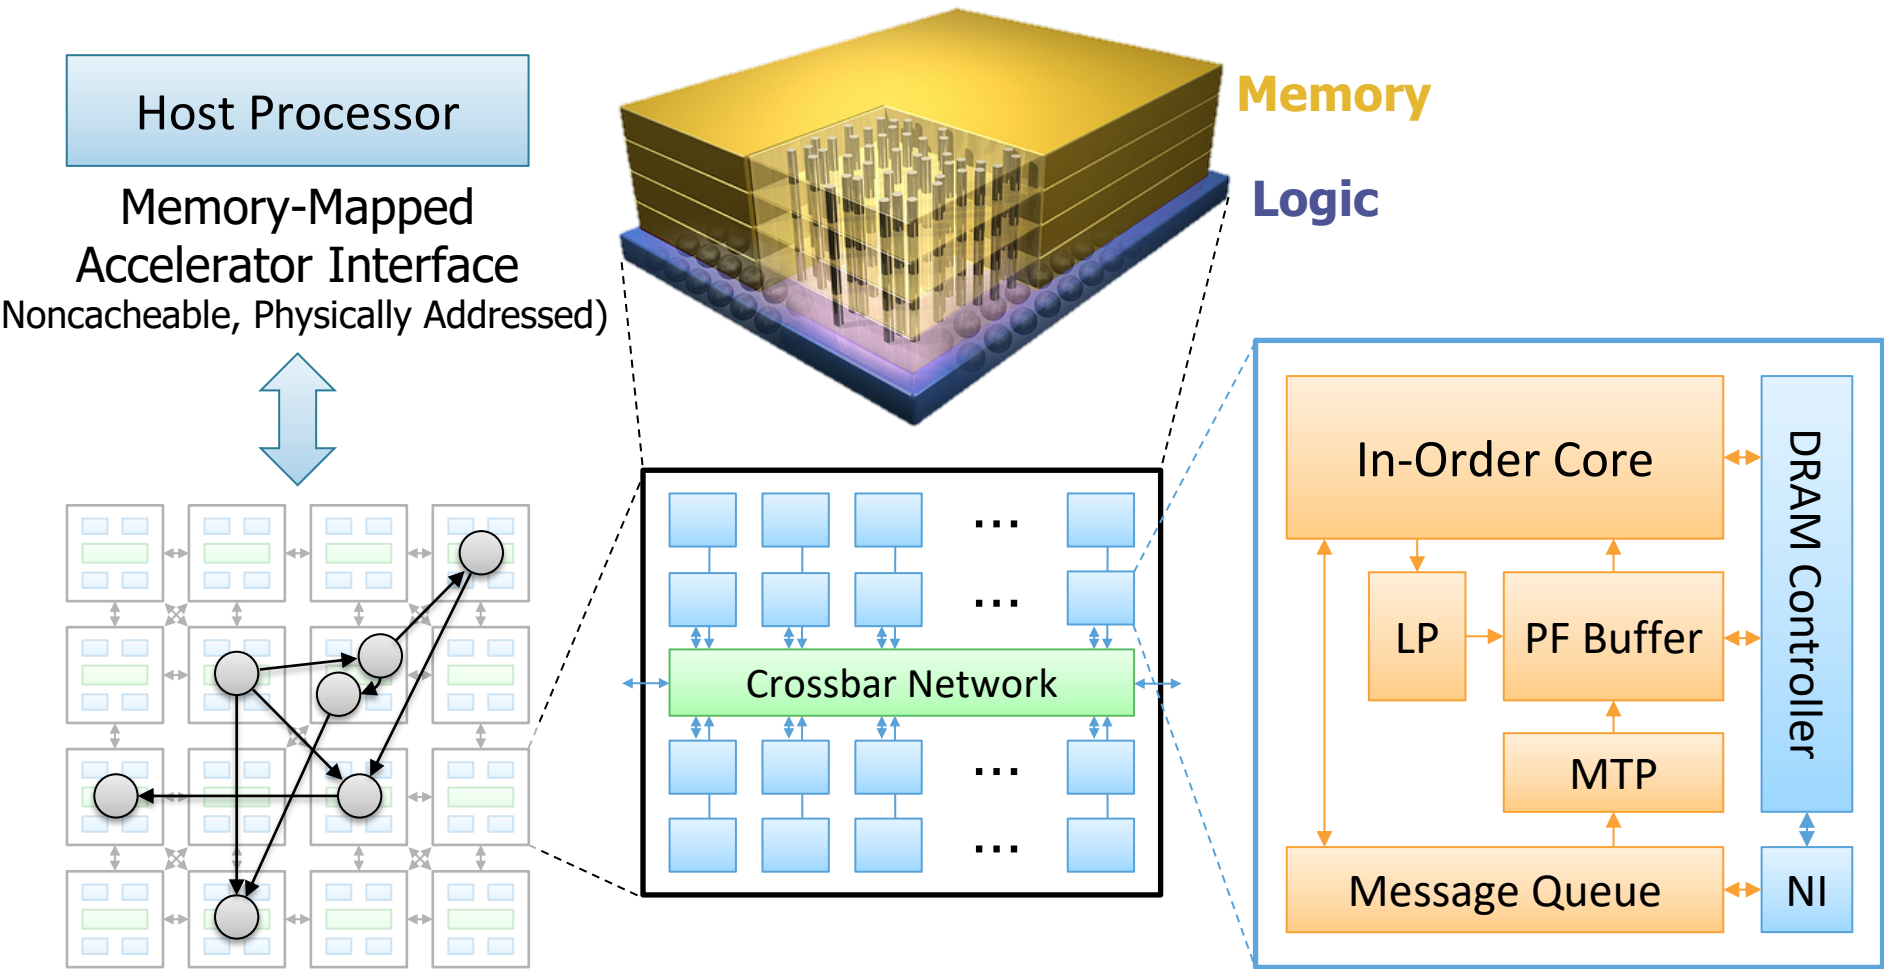 Host Processor
Memory-Mapped
Accelerator Interface
Noncacheable, Physically Addressed)
Memory
Logic
...
...
Crossbar Network
...
...
In-Order Core
DRAM Controller
LP
PF Buffer
MTP
Message Queue
NI